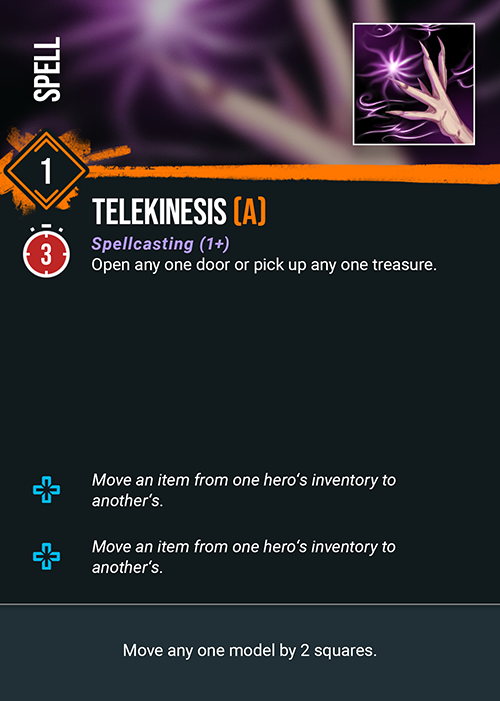 SPELL
1
TELEKINESIS (A)
3
Spellcasting (1+)
Open any one door or pick up any one treasure.
Move an item from one hero's inventory to
another's.
Move an item from one hero's inventory to
another's.
Move any one model by 2 squares.